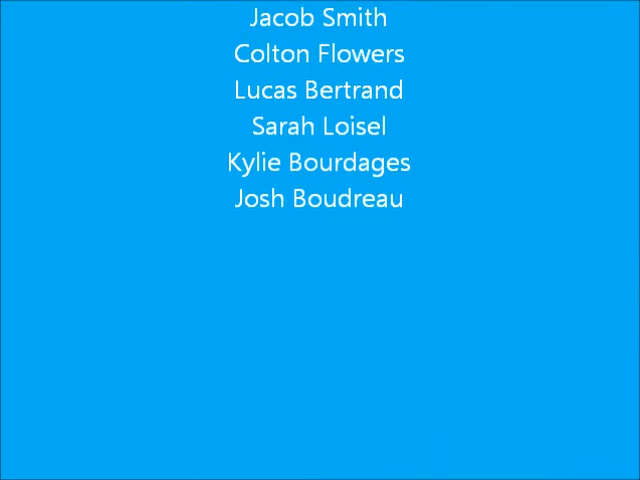 Jacob Smith
Colton Flowers
Lucas Bertrand
Sarah Loisel
Kylie Bourdages
Josh Boudreau